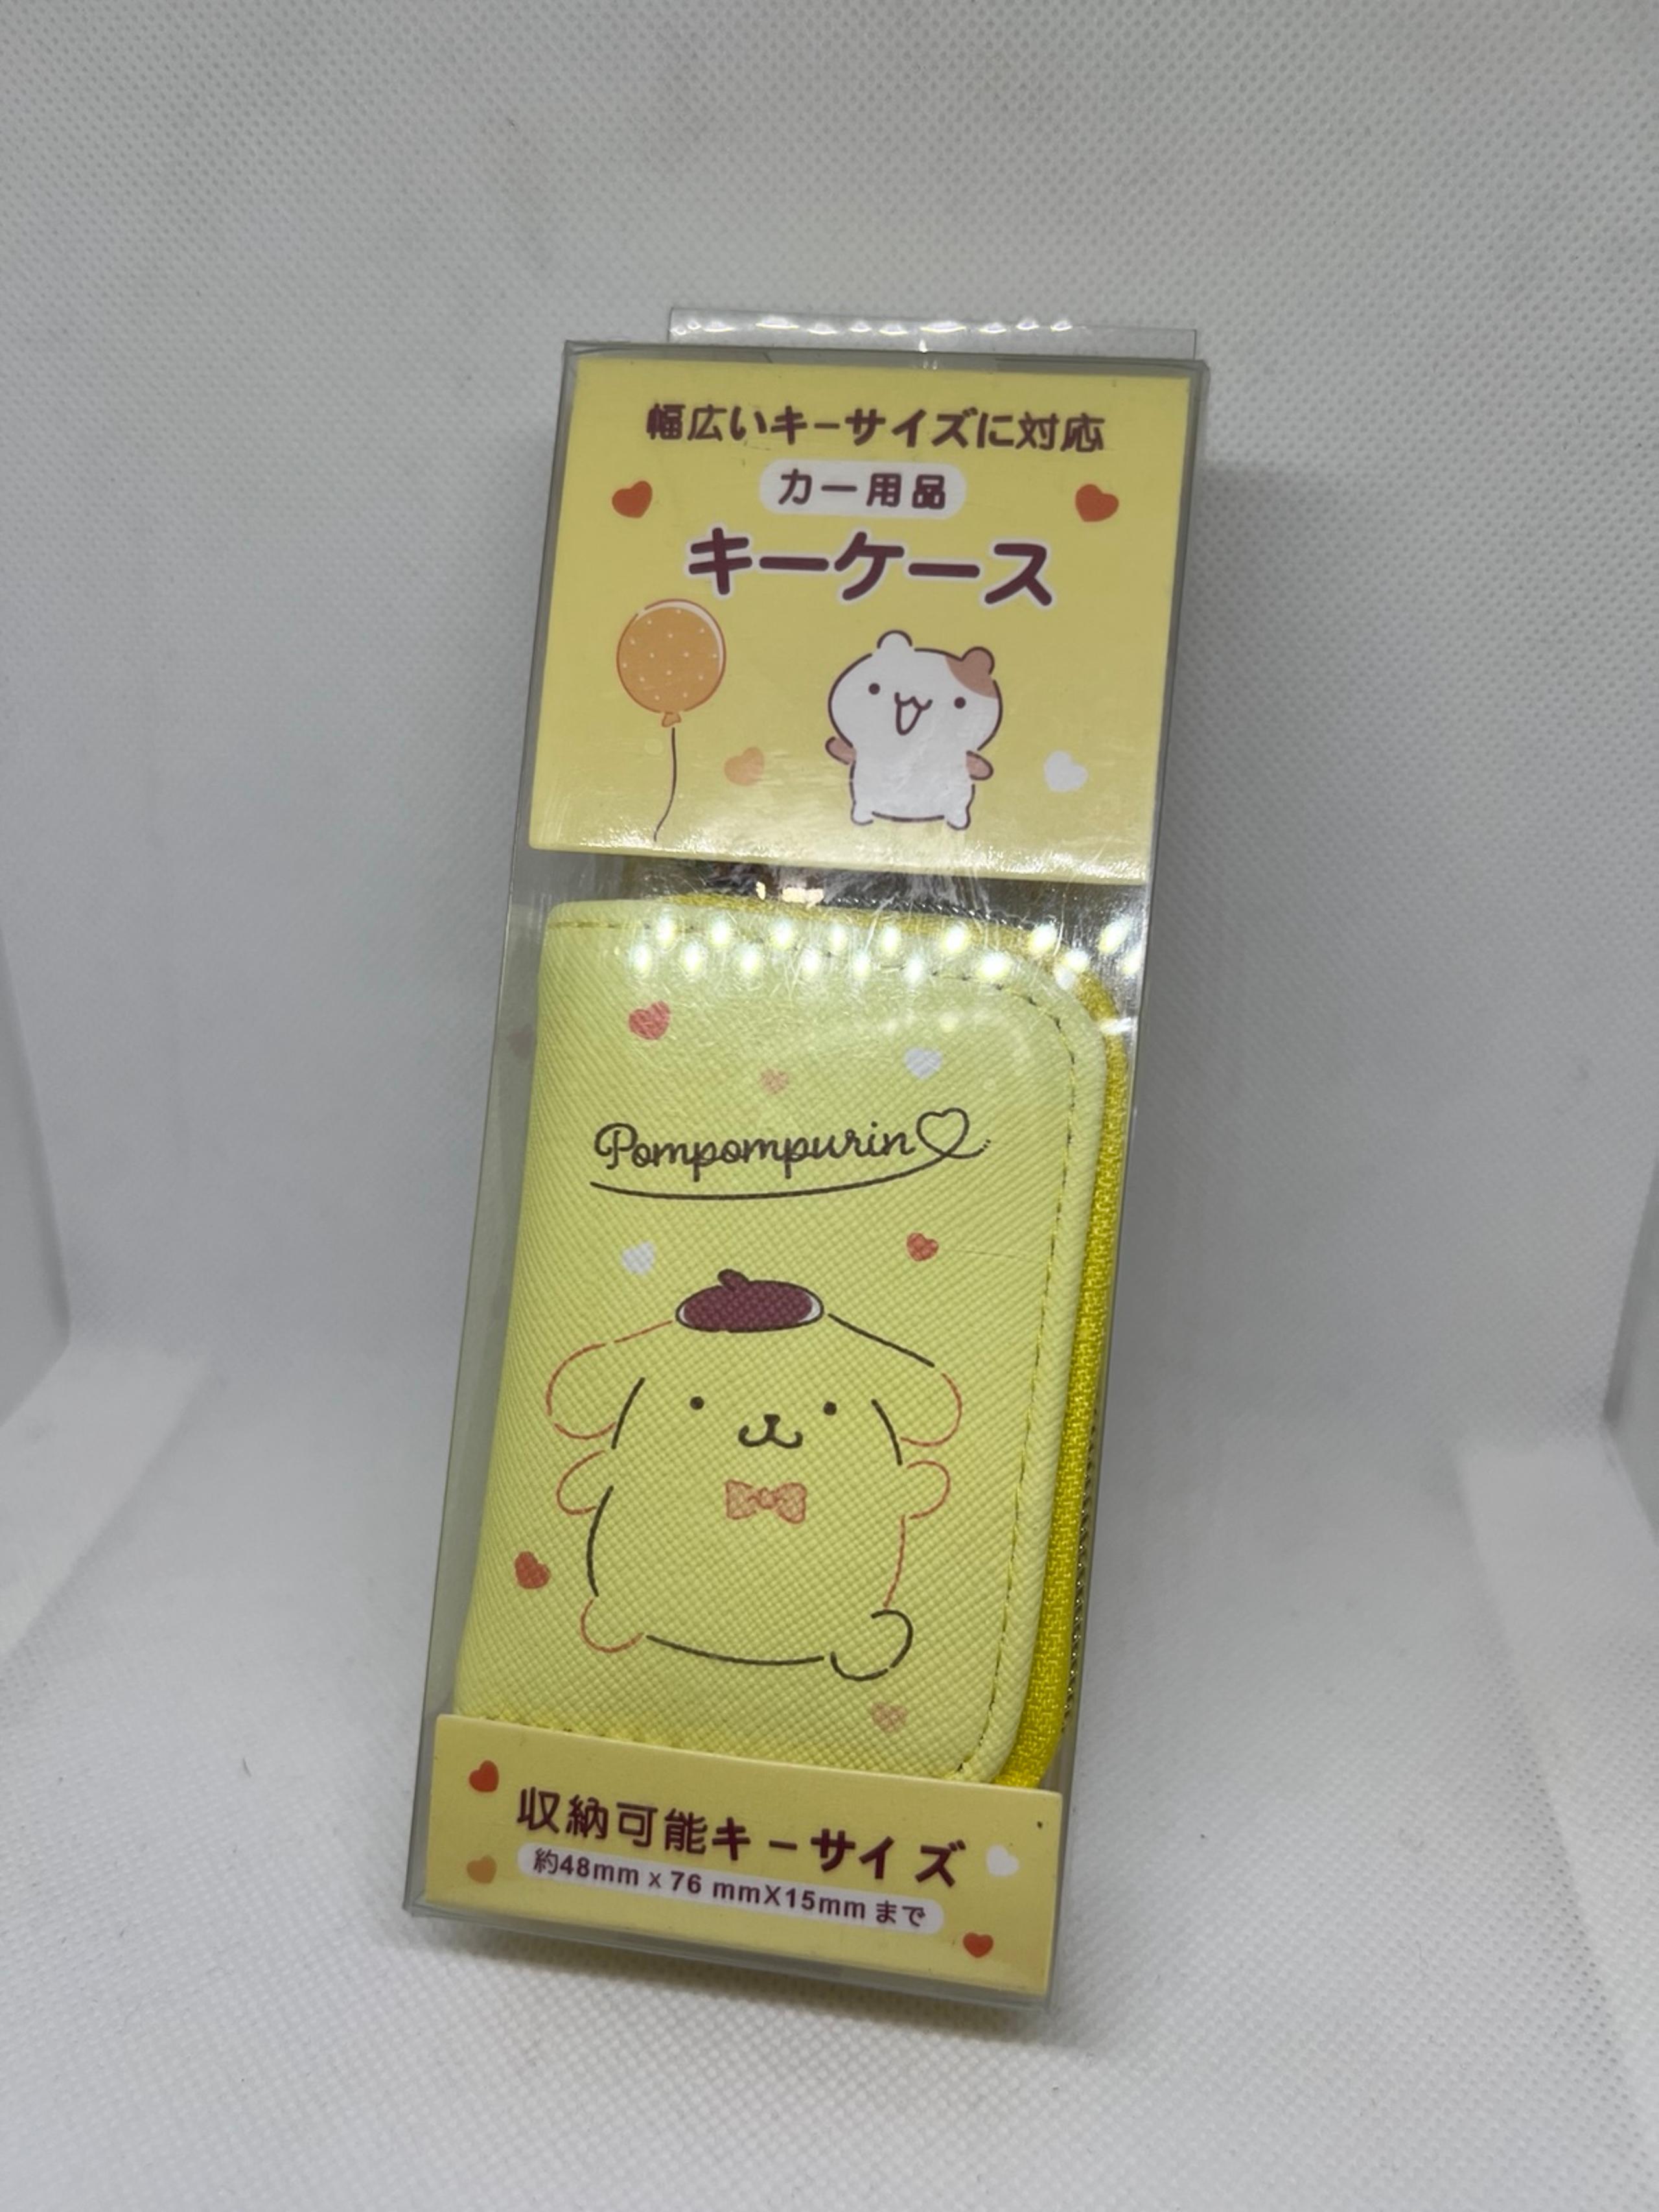 幅広いキーサイズに対応
カー用品
キーケース
Pompompurin
収納可能キーサイズ
約48mm x 76 mmX15mm まで